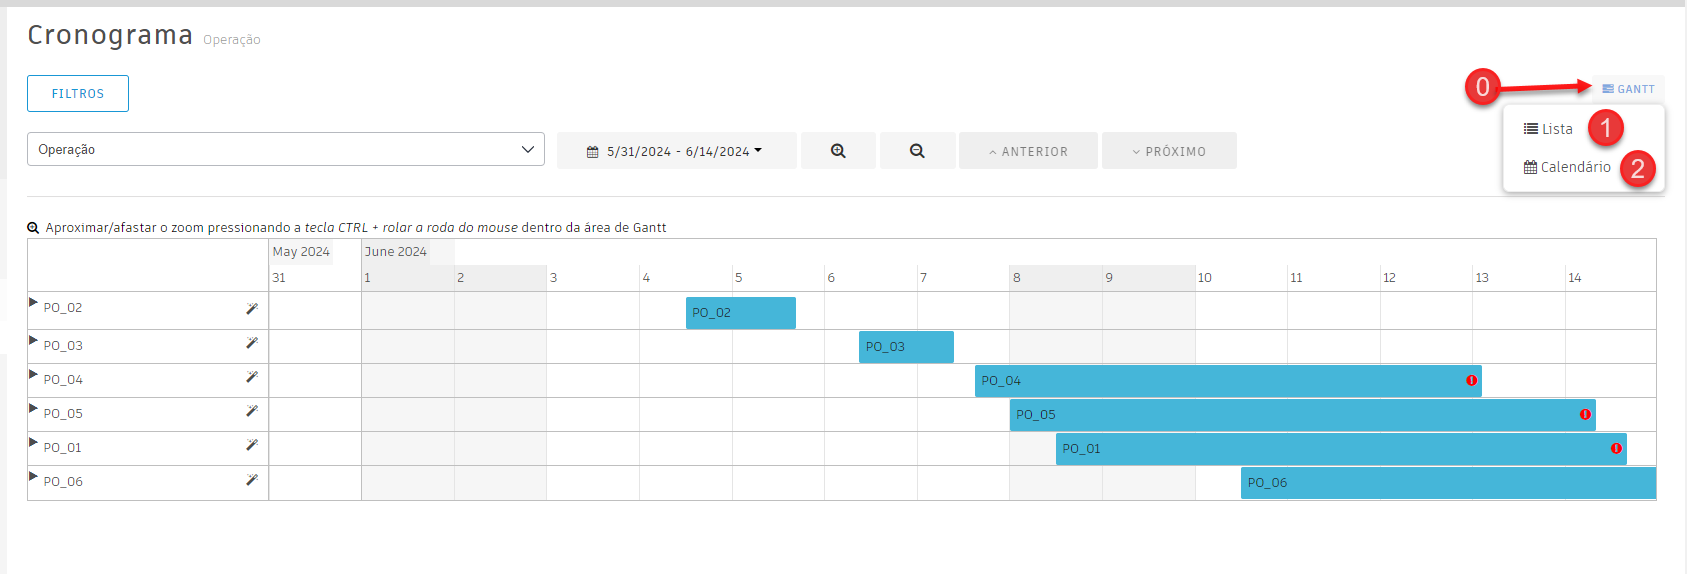 Cronograma Operação
FILTROS
0
GANTT
Lista 1
Calendário 2
Operação
5/31/2024 - 6/14/2024
ANTERIOR
PRÓXIMO
Aproximar/afastar o zoom pressionando a tecla CTRL + rolar a roda do mouse dentro da área de Gantt
May 2024 June 2024
31 1 2 3 4 5 6 7 8 9 10 11 12 13 14
PO_02 PO_02
PO_03 PO_03
PO_04 PO_04
PO_05 PO_05
PO_01 PO_01
PO_06 PO_06